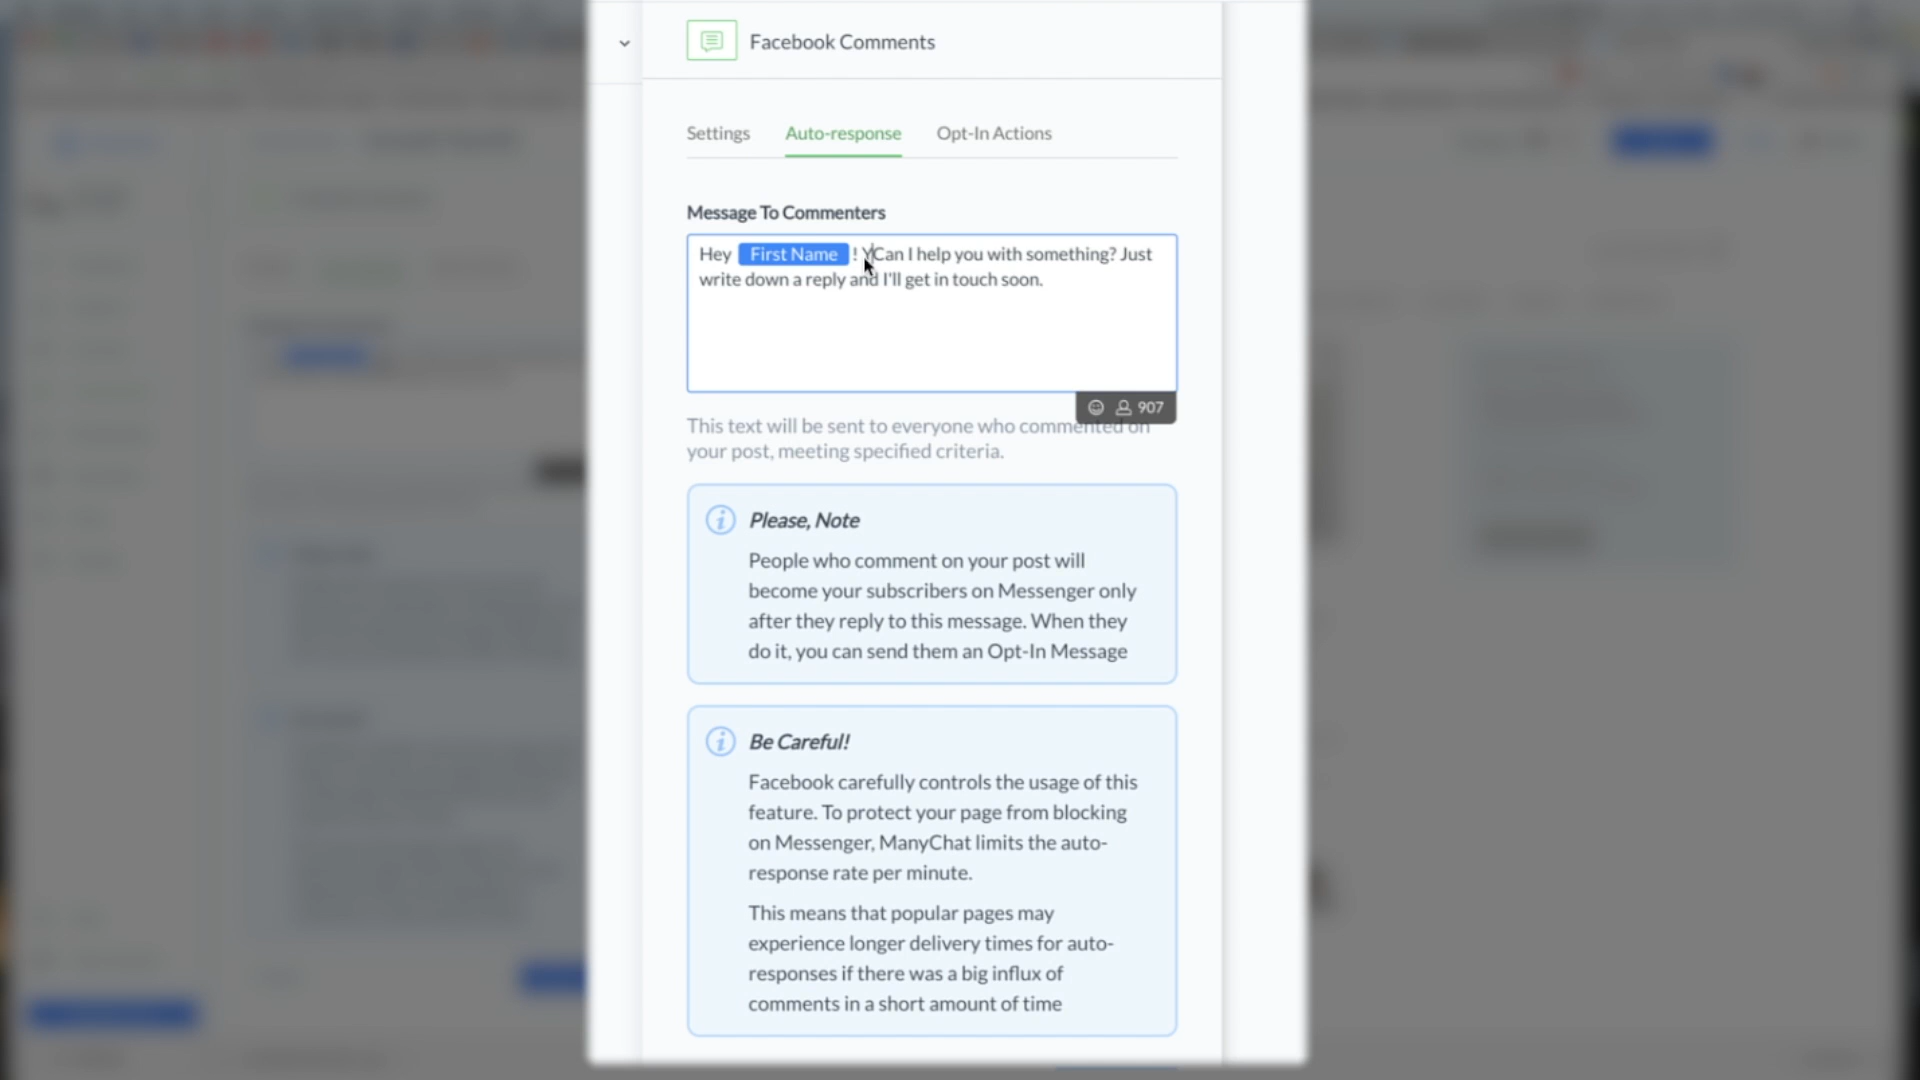 Facebook Comments
Settings Auto-response Opt-In Actions
Message To Commenters
Hey First Name ! YCan I help you with something? Just
write down a reply and I'll get in touch soon.
907
This text will be sent to everyone who commented on
your post, meeting specified criteria.
Please, Note
People who comment on your post will
become your subscribers on Messenger only
after they reply to this message. When they
do it, you can send them an Opt-In Message
Be Careful!
Facebook carefully controls the usage of this
feature. To protect your page from blocking
on Messenger, ManyChat limits the auto-
response rate per minute.
This means that popular pages may
experience longer delivery times for auto-
responses if there was a big influx of
comments in a short amount of time